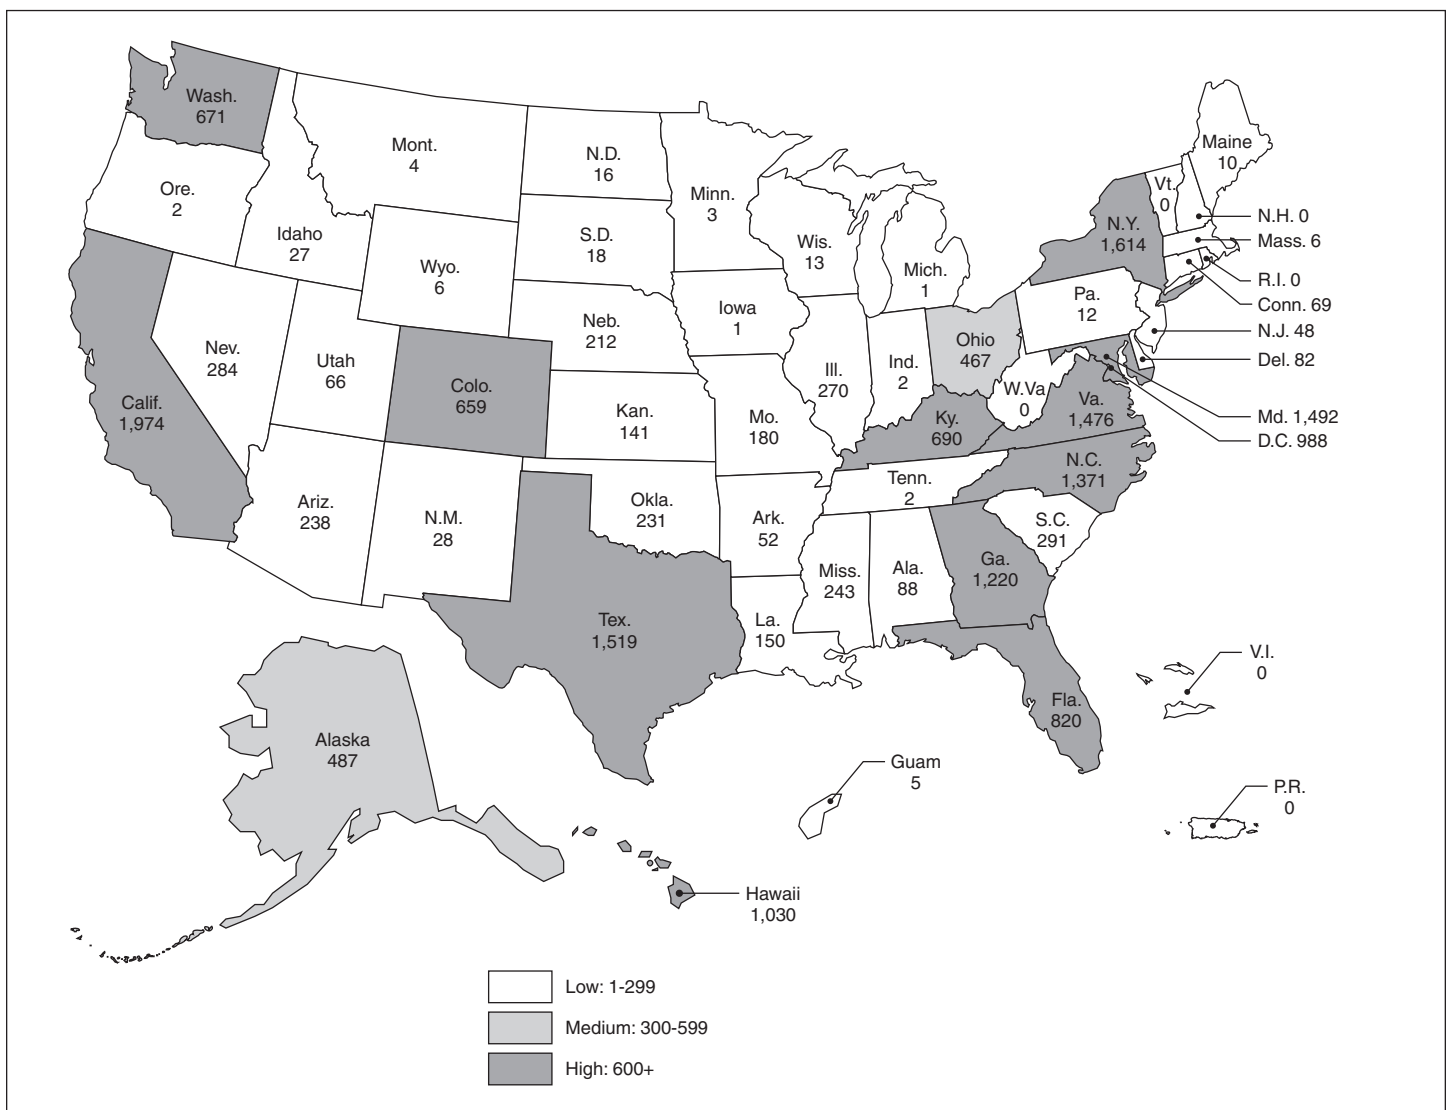 Wash.
671
Ore.
2
Calif.
1,974
Idaho
27
Nev.
284
Mont.
4
Wyo.
6
Utah
66
Colo.
659
Ariz.
238
N.M.
28
N.D.
16
S.D.
18
Neb.
212
Kan.
141
Okla.
231
Tex.
1,519
Minn.
3
Iowa
1
Mo.
180
Ark.
52
La.
150
Wis.
13
Ill.
270
Mich.
1
Ind.
2
Ohio
467
Ky.
690
Tenn.
2
Miss.
243
Ala.
88
Ga.
1,220
Fla.
820
S.C.
291
N.C.
1,371
Va.
1,476
W.Va
0
Pa.
12
N.Y.
1,614
Vt.
0
Maine
10
N.H. 0
Mass. 6
R.I. 0
Conn. 69
N.J. 48
Del. 82
Md. 1,492
D.C. 988
V.I.
0
P.R.
0
Guam
5
Alaska
487
Hawaii
1,030
Low: 1-299
Medium: 300-599
High: 600+